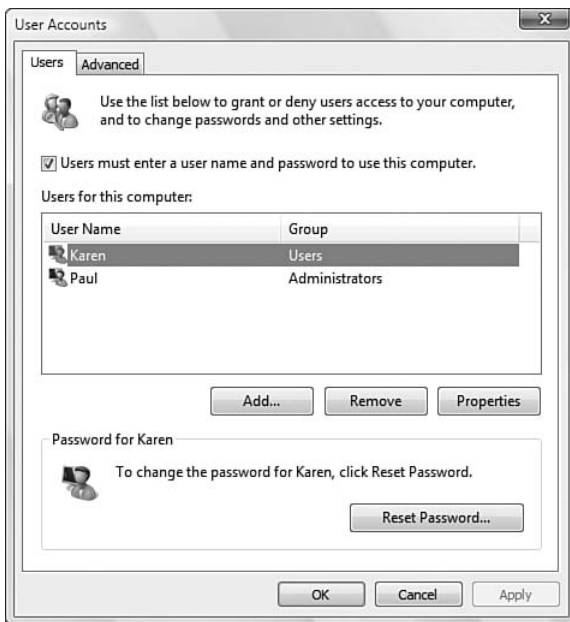 User Accounts
Users Advanced
Use the list below to grant or deny users access to your computer,
and to change passwords and other settings.
Users must enter a user name and password to use this computer.
Users for this computer:
User Name Group
Karen Users
Paul Administrators
Add... Remove Properties
Password for Karen
To change the password for Karen, click Reset Password.
Reset Password...
OK Cancel Apply